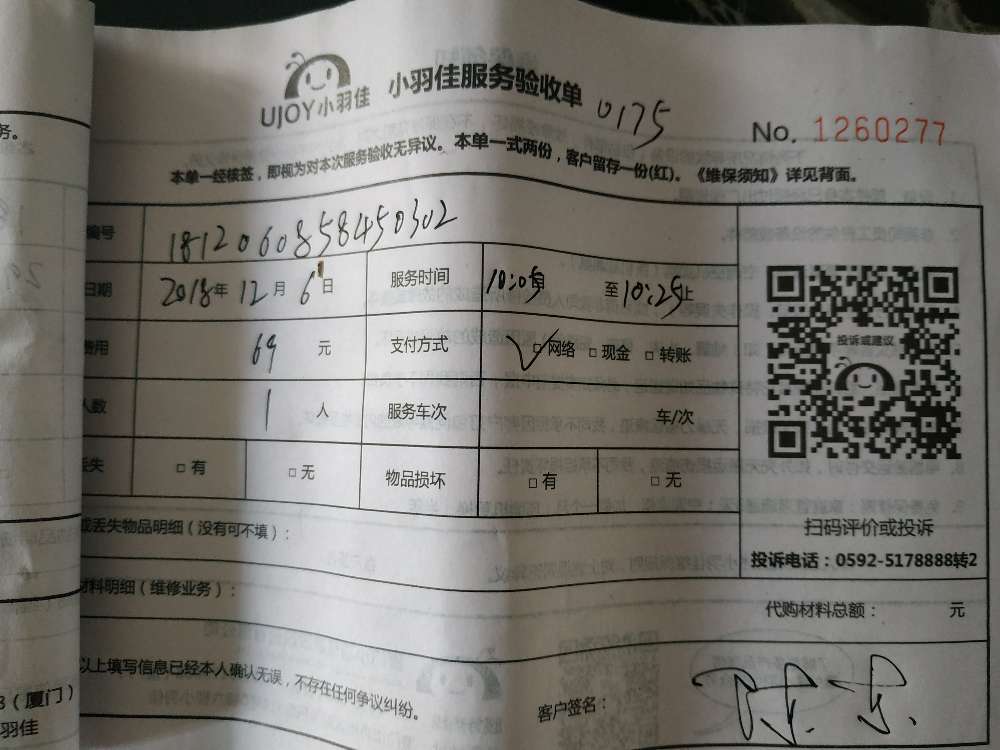 UJOY小羽佳 小羽佳服务验收单 0175
No. 1260277
本单一经核签，即视为对本次服务验收无异议。本单一式两份，客户留存一份(红)。《维保须知》详见背面。
务。
编号 1812060858450302
日期 2018年12月6日 服务时间 10:05 至10:25
费用 69 元 支付方式 ✓□网络 □现金 □转账
投诉或建议
人数 1 人 服务车次 车/次
丢失 □有 □无 物品损坏 □有 □无
或丢失物品明细（没有可不填）：
扫码评价或投诉
投诉电话：0592-5178888转2
材料明细（维修业务）：
代购材料总额： 元
以上填写信息已经本人确认无误，不存在任何争议纠纷。
（厦门）
羽佳
客户签名：